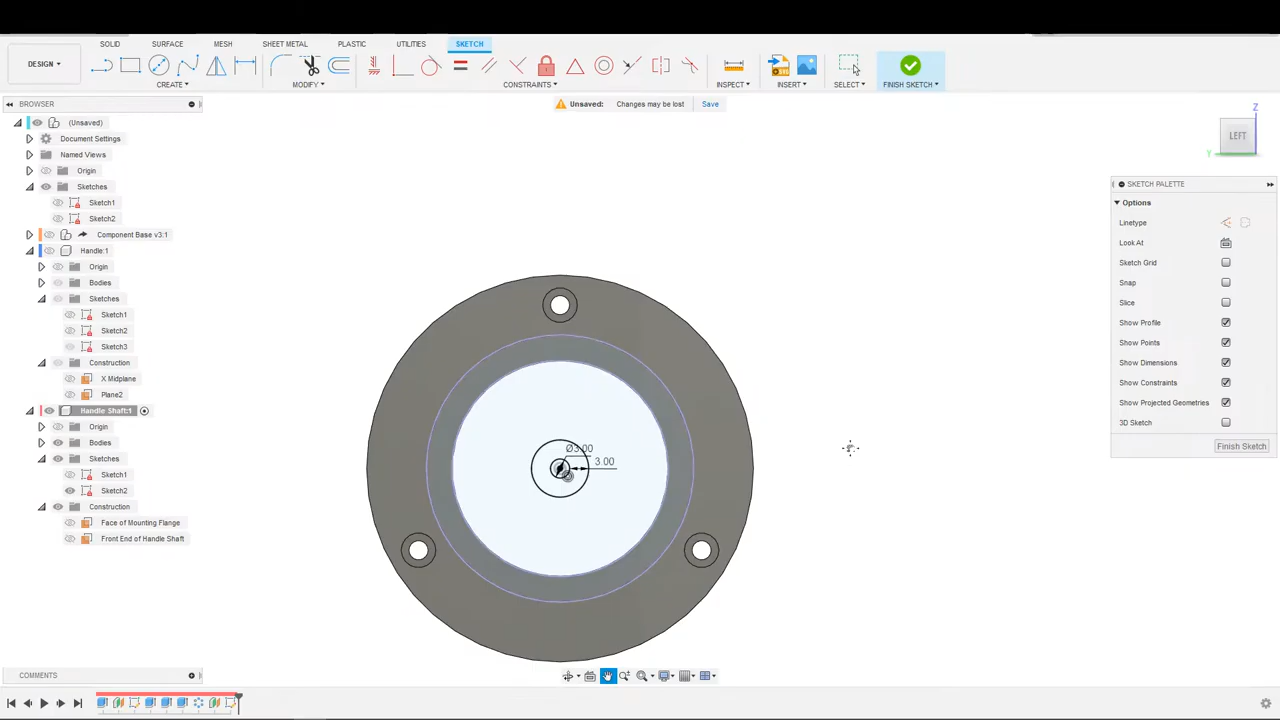 SOLID SURFACE MESH SHEET METAL PLASTIC UTILITIES SKETCH
DESIGN
CREATE MODIFY CONSTRAINTS INSPECT INSERT SELECT FINISH SKETCH
BROWSER
Unsaved: Changes may be lost Save
(Unsaved)
Document Settings
Named Views
Origin
Sketches
Sketch1
Sketch2
Component Base v3:1
Handle:1
Origin
Bodies
Sketches
Sketch1
Sketch2
Sketch3
Construction
X Midplane
Plane2
Handle Shaft:1
Origin
Bodies
Sketches
Sketch1
Sketch2
Construction
Face of Mounting Flange
Front End of Handle Shaft
Ø3.00
3.00
Z
LEFT
Y
SKETCH PALETTE
Options
Linetype
Look At
Sketch Grid
Snap
Slice
Show Profile
Show Points
Show Dimensions
Show Constraints
Show Projected Geometries
3D Sketch
Finish Sketch
COMMENTS